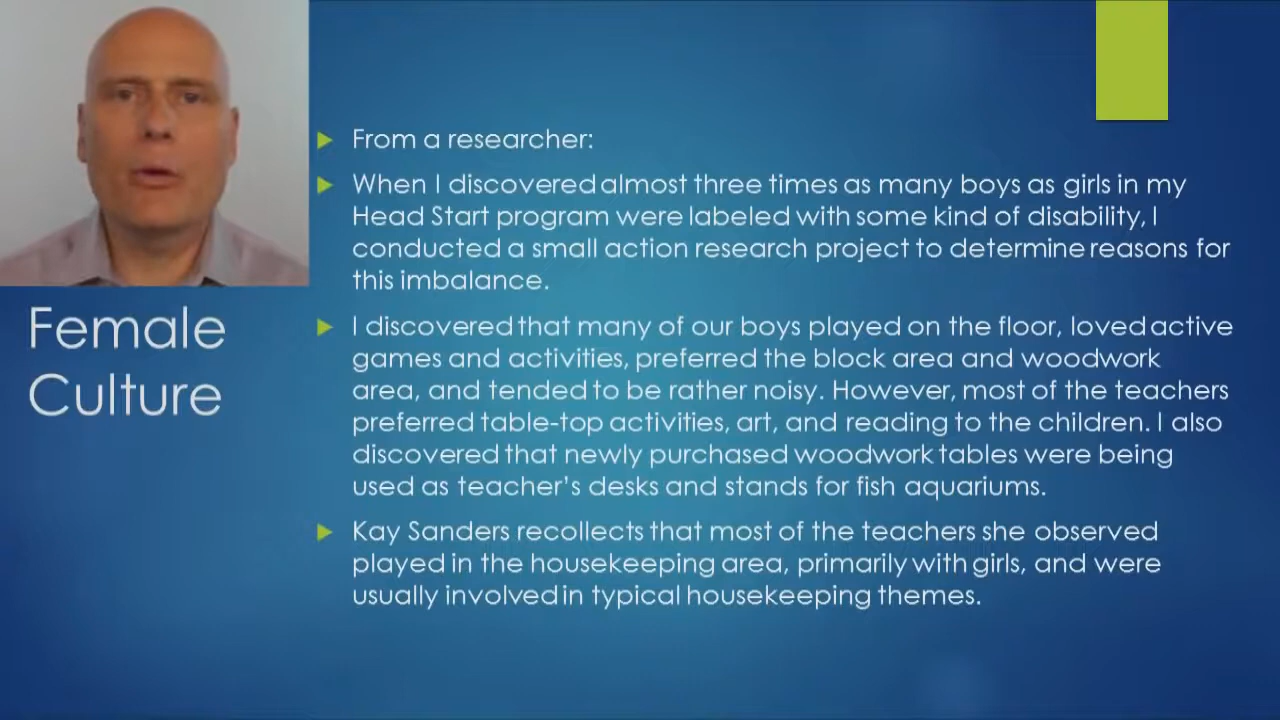 Female
Culture
From a researcher:
When I discovered almost three times as many boys as girls in my
Head Start program were labeled with some kind of disability, I
conducted a small action research project to determine reasons for
this imbalance.
I discovered that many of our boys played on the floor, loved active
games and activities, preferred the block area and woodwork
area, and tended to be rather noisy. However, most of the teachers
preferred table-top activities, art, and reading to the children. I also
discovered that newly purchased woodwork tables were being
used as teacher’s desks and stands for fish aquariums.
Kay Sanders recollects that most of the teachers she observed
played in the housekeeping area, primarily with girls, and were
usually involved in typical housekeeping themes.